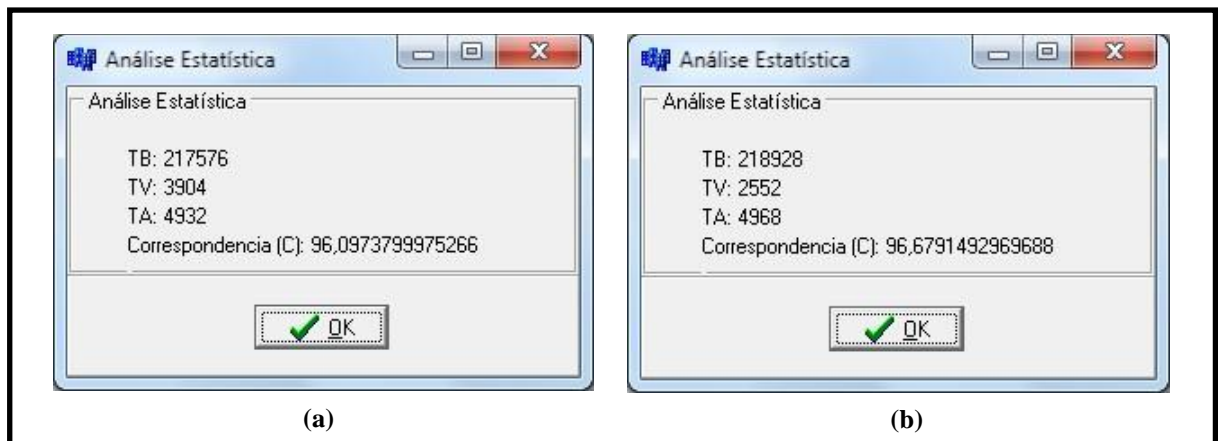 Análise Estatística
Análise Estatística
TB: 217576
TV: 3904
TA: 4932
Correspondencia (C): 96,0973799975266
OK
(a)
Análise Estatística
Análise Estatística
TB: 218928
TV: 2552
TA: 4968
Correspondencia (C): 96,6791492969688
OK
(b)